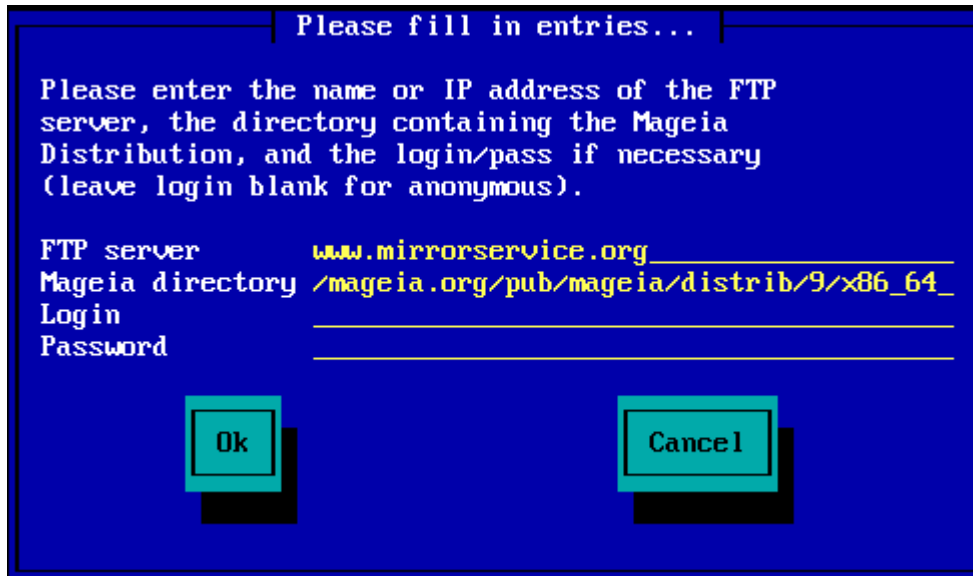 Please fill in entries...
Please enter the name or IP address of the FTP
server, the directory containing the Mageia
Distribution, and the login/pass if necessary
(leave login blank for anonymous).
FTP server www.mirrorservice.org
Mageia directory /mageia.org/pub/mageia/distrib/9/x86_64_
Login
Password
Ok Cancel